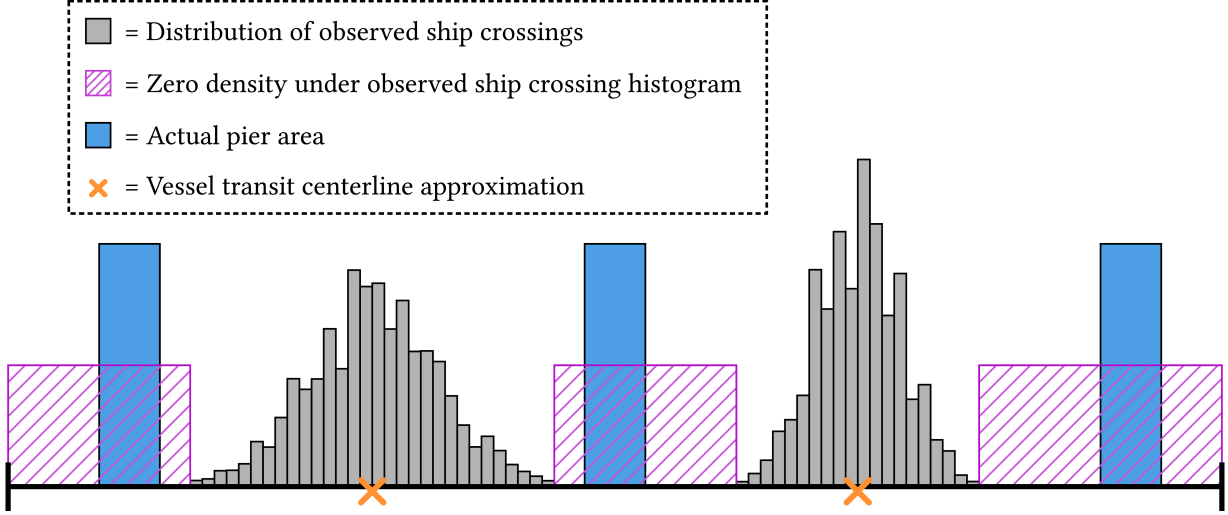 = Distribution of observed ship crossings
= Zero density under observed ship crossing histogram
= Actual pier area
= Vessel transit centerline approximation